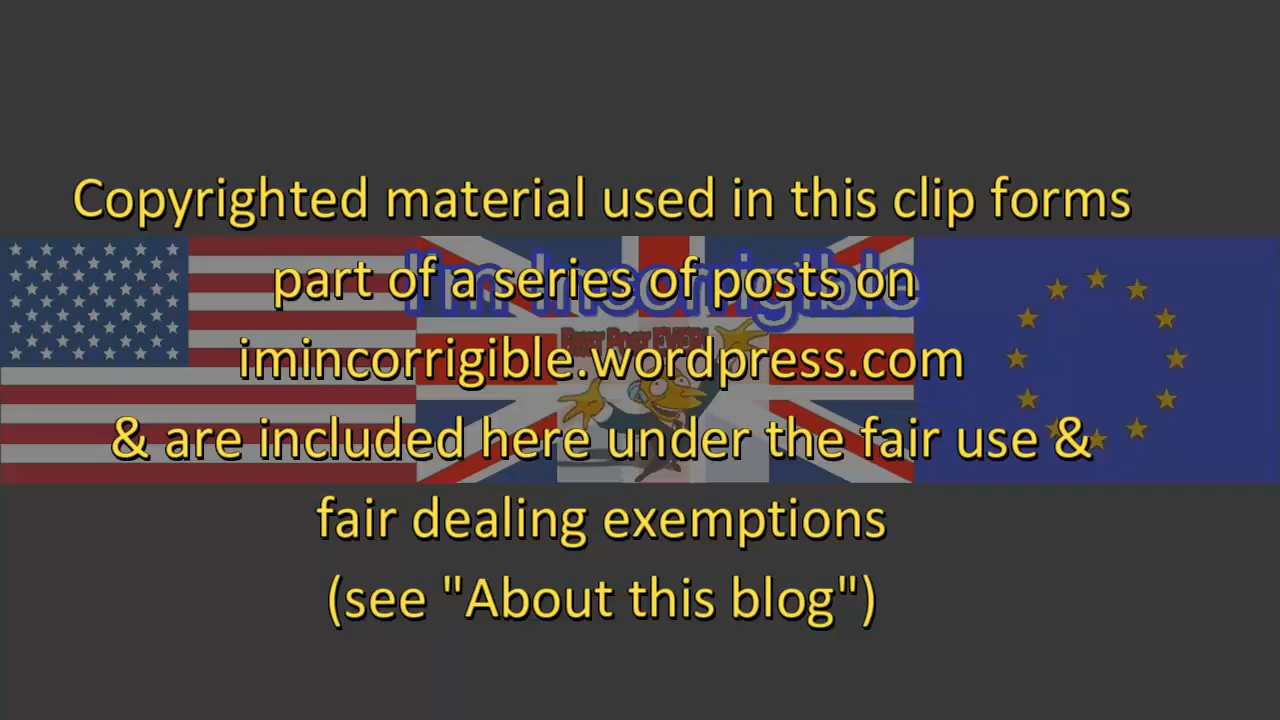 Copyrighted material used in this clip forms
part of a series of posts on
I'm Incorrigible
imincorrigible.wordpress.com
& are included here under the fair use &
fair dealing exemptions
(see "About this blog")